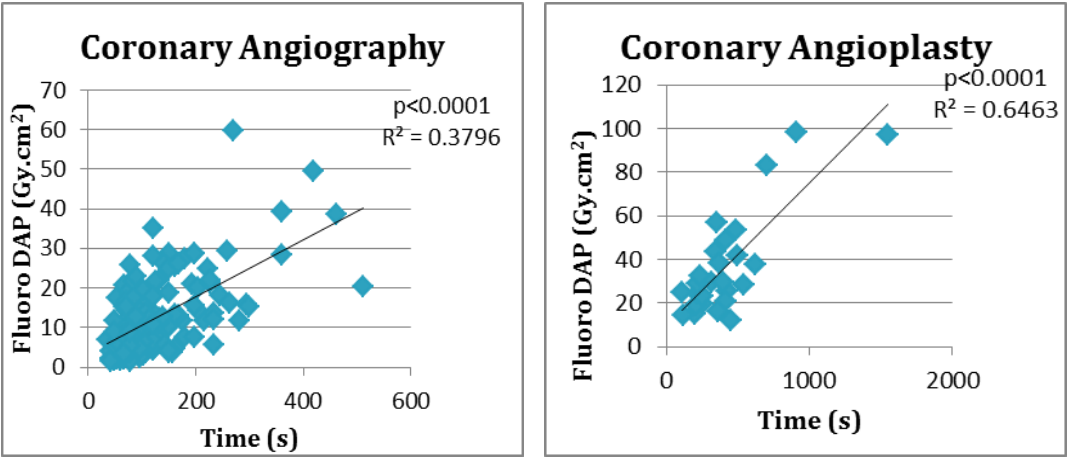 Coronary Angiography
p<0.0001
R² = 0.3796
Fluoro DAP (Gy.cm²)
70
60
50
40
30
20
10
0
0 200 400 600
Time (s)
Coronary Angioplasty
p<0.0001
R² = 0.6463
Fluoro DAP (Gy.cm²)
120
100
80
60
40
20
0
0 1000 2000
Time (s)